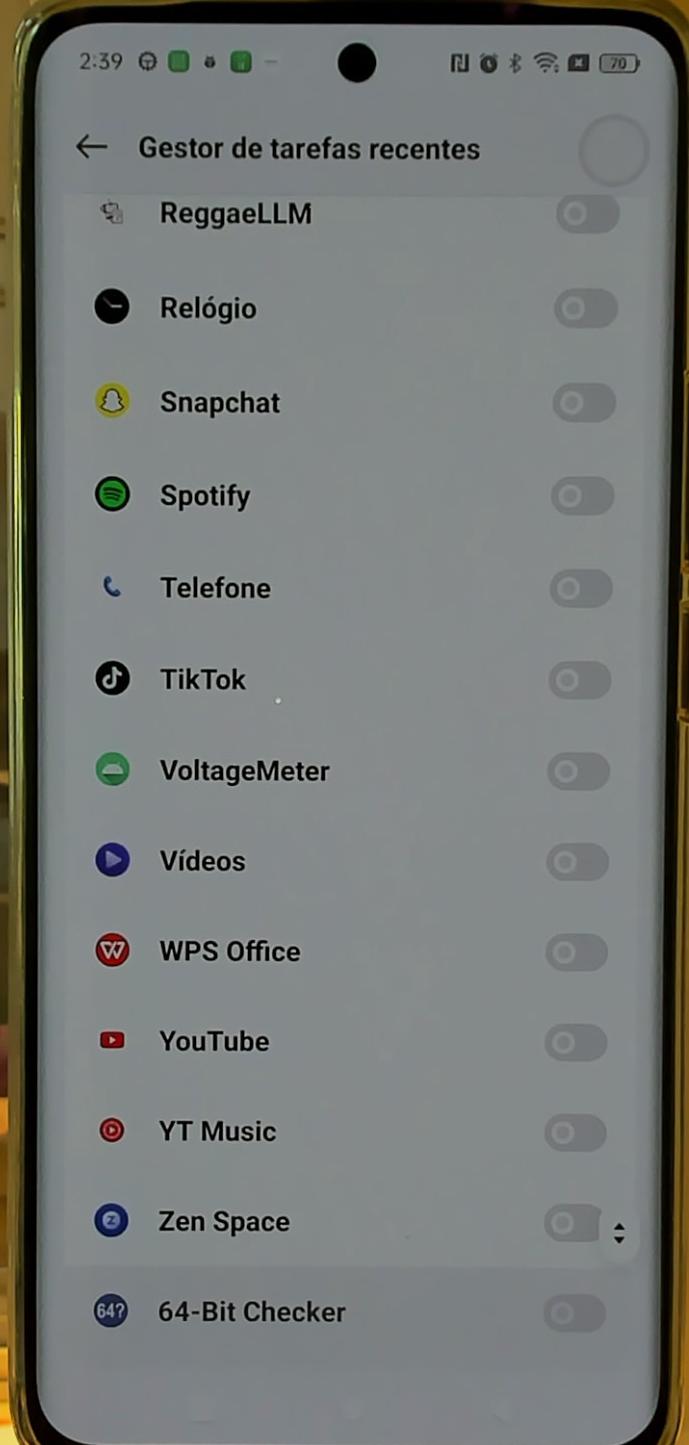 2:39
70
Gestor de tarefas recentes
ReggaeLLM
Relógio
Snapchat
Spotify
Telefone
TikTok
VoltageMeter
Vídeos
WPS Office
YouTube
YT Music
Zen Space
64? 64-Bit Checker